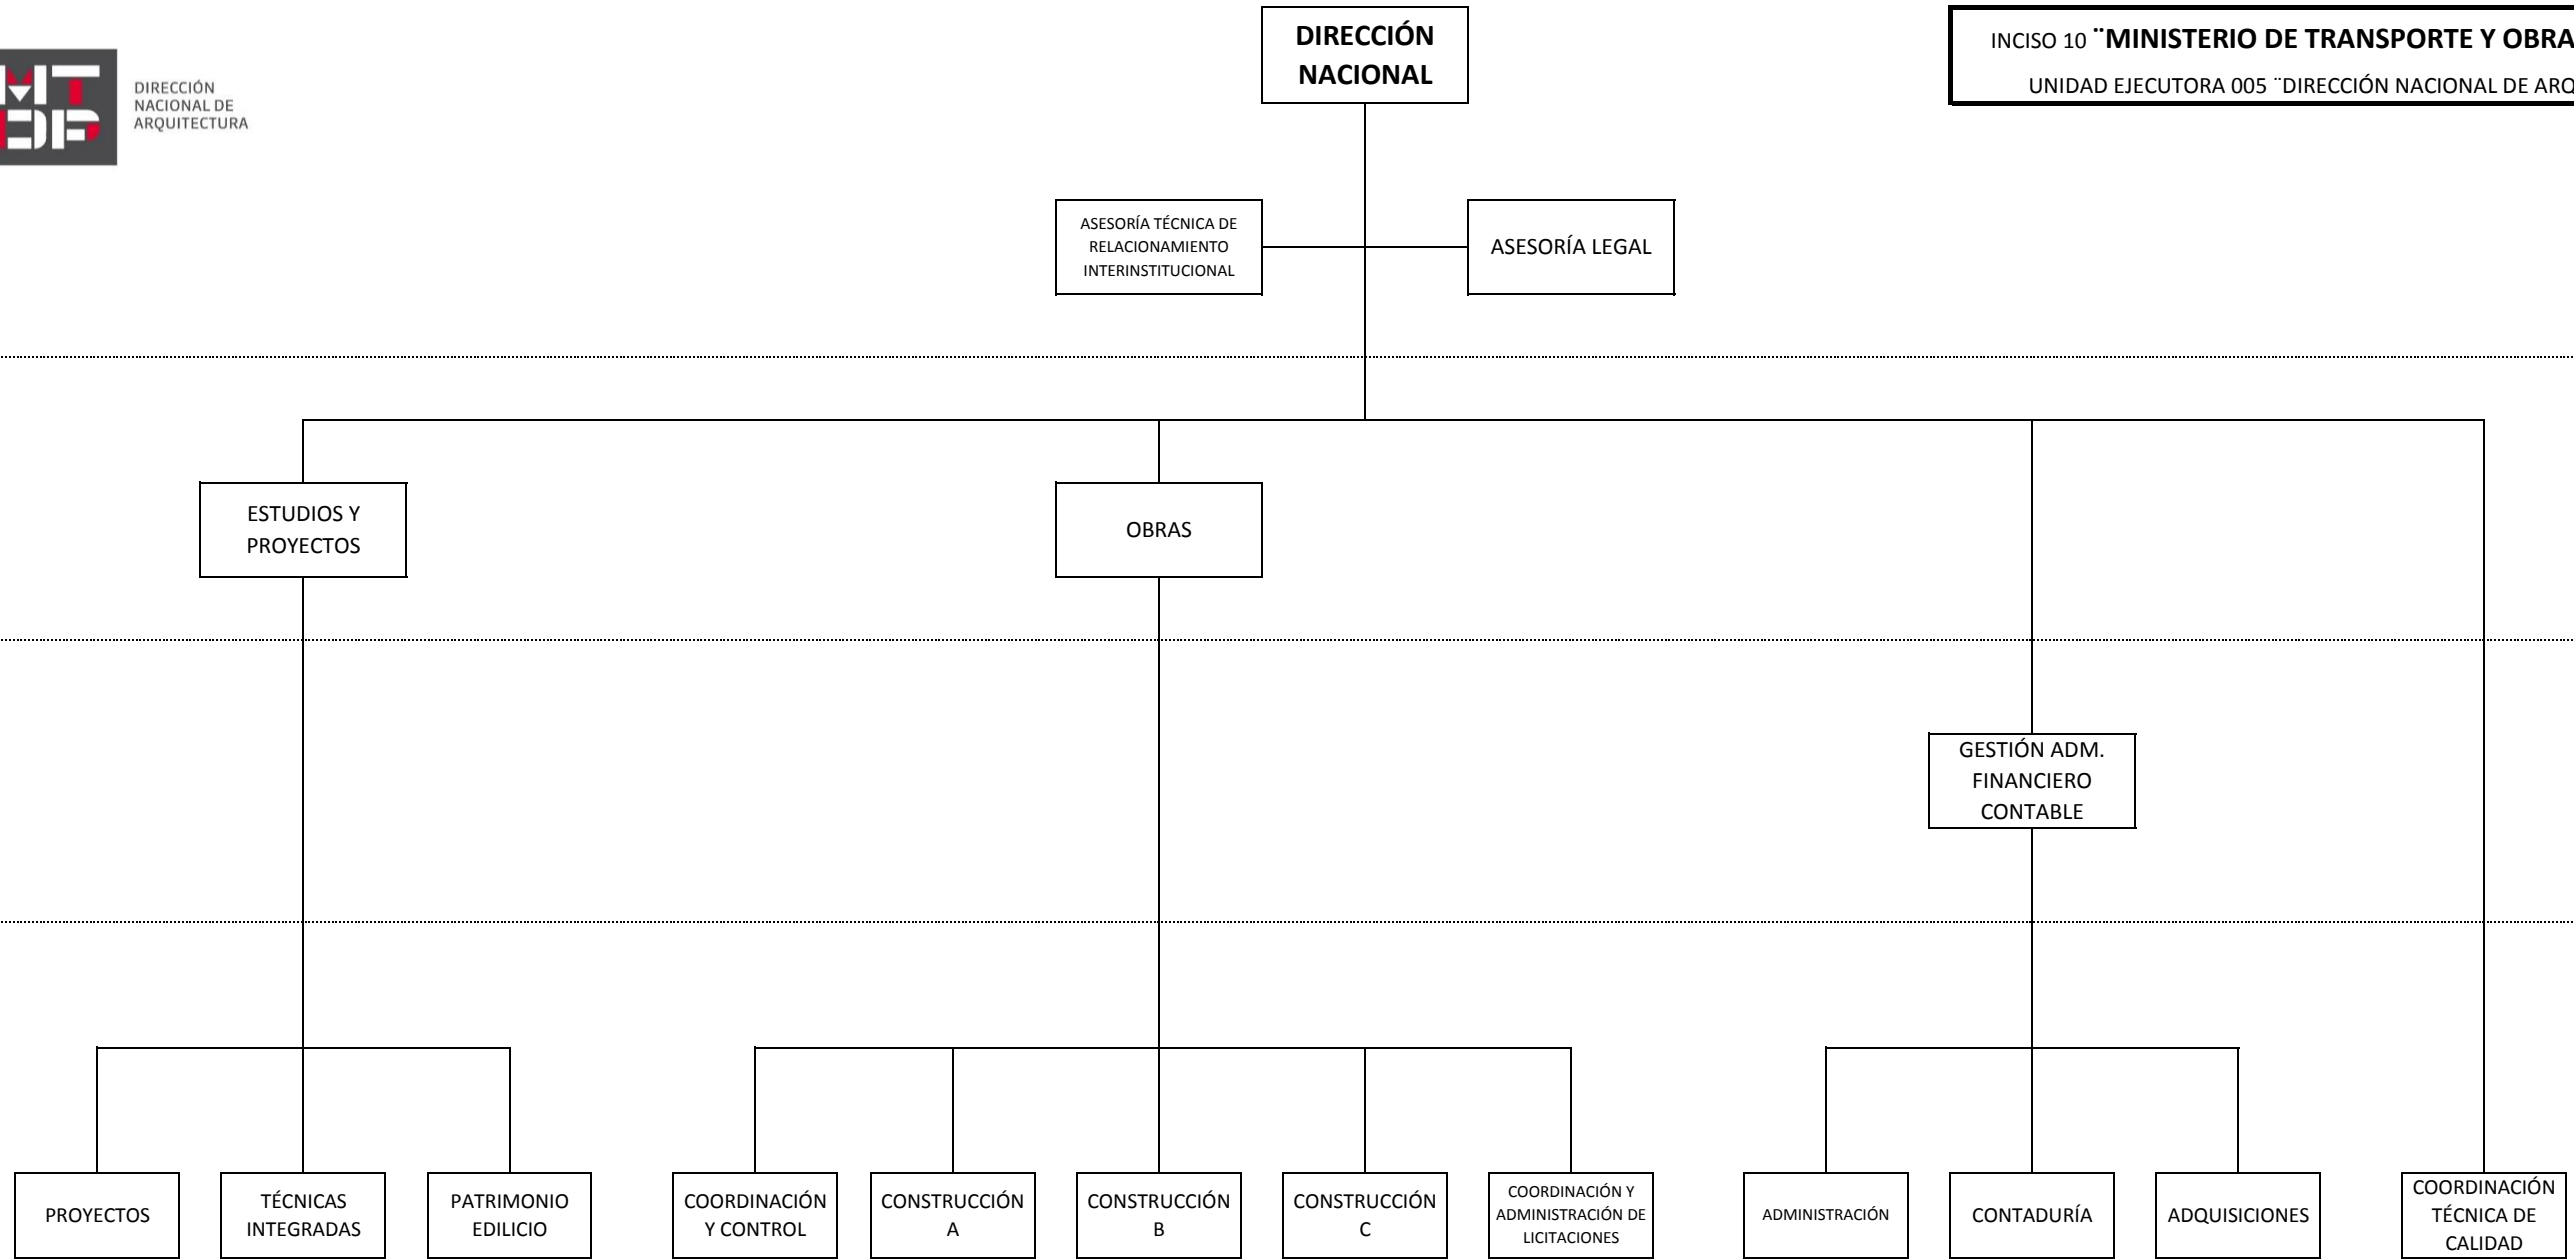 DIRECCIÓN
NACIONAL
INCISO 10 ¨MINISTERIO DE TRANSPORTE Y OBRA
UNIDAD EJECUTORA 005 ¨DIRECCIÓN NACIONAL DE ARQ
MT
OP
DIRECCIÓN
NACIONAL DE
ARQUITECTURA
ASESORÍA TÉCNICA DE
RELACIONAMIENTO
INTERINSTITUCIONAL
ASESORÍA LEGAL
ESTUDIOS Y
PROYECTOS
OBRAS
GESTIÓN ADM.
FINANCIERO
CONTABLE
PROYECTOS
TÉCNICAS
INTEGRADAS
PATRIMONIO
EDILICIO
COORDINACIÓN
Y CONTROL
CONSTRUCCIÓN
A
CONSTRUCCIÓN
B
CONSTRUCCIÓN
C
COORDINACIÓN Y
ADMINISTRACIÓN DE
LICITACIONES
ADMINISTRACIÓN
CONTADURÍA
ADQUISICIONES
COORDINACIÓN
TÉCNICA DE
CALIDAD